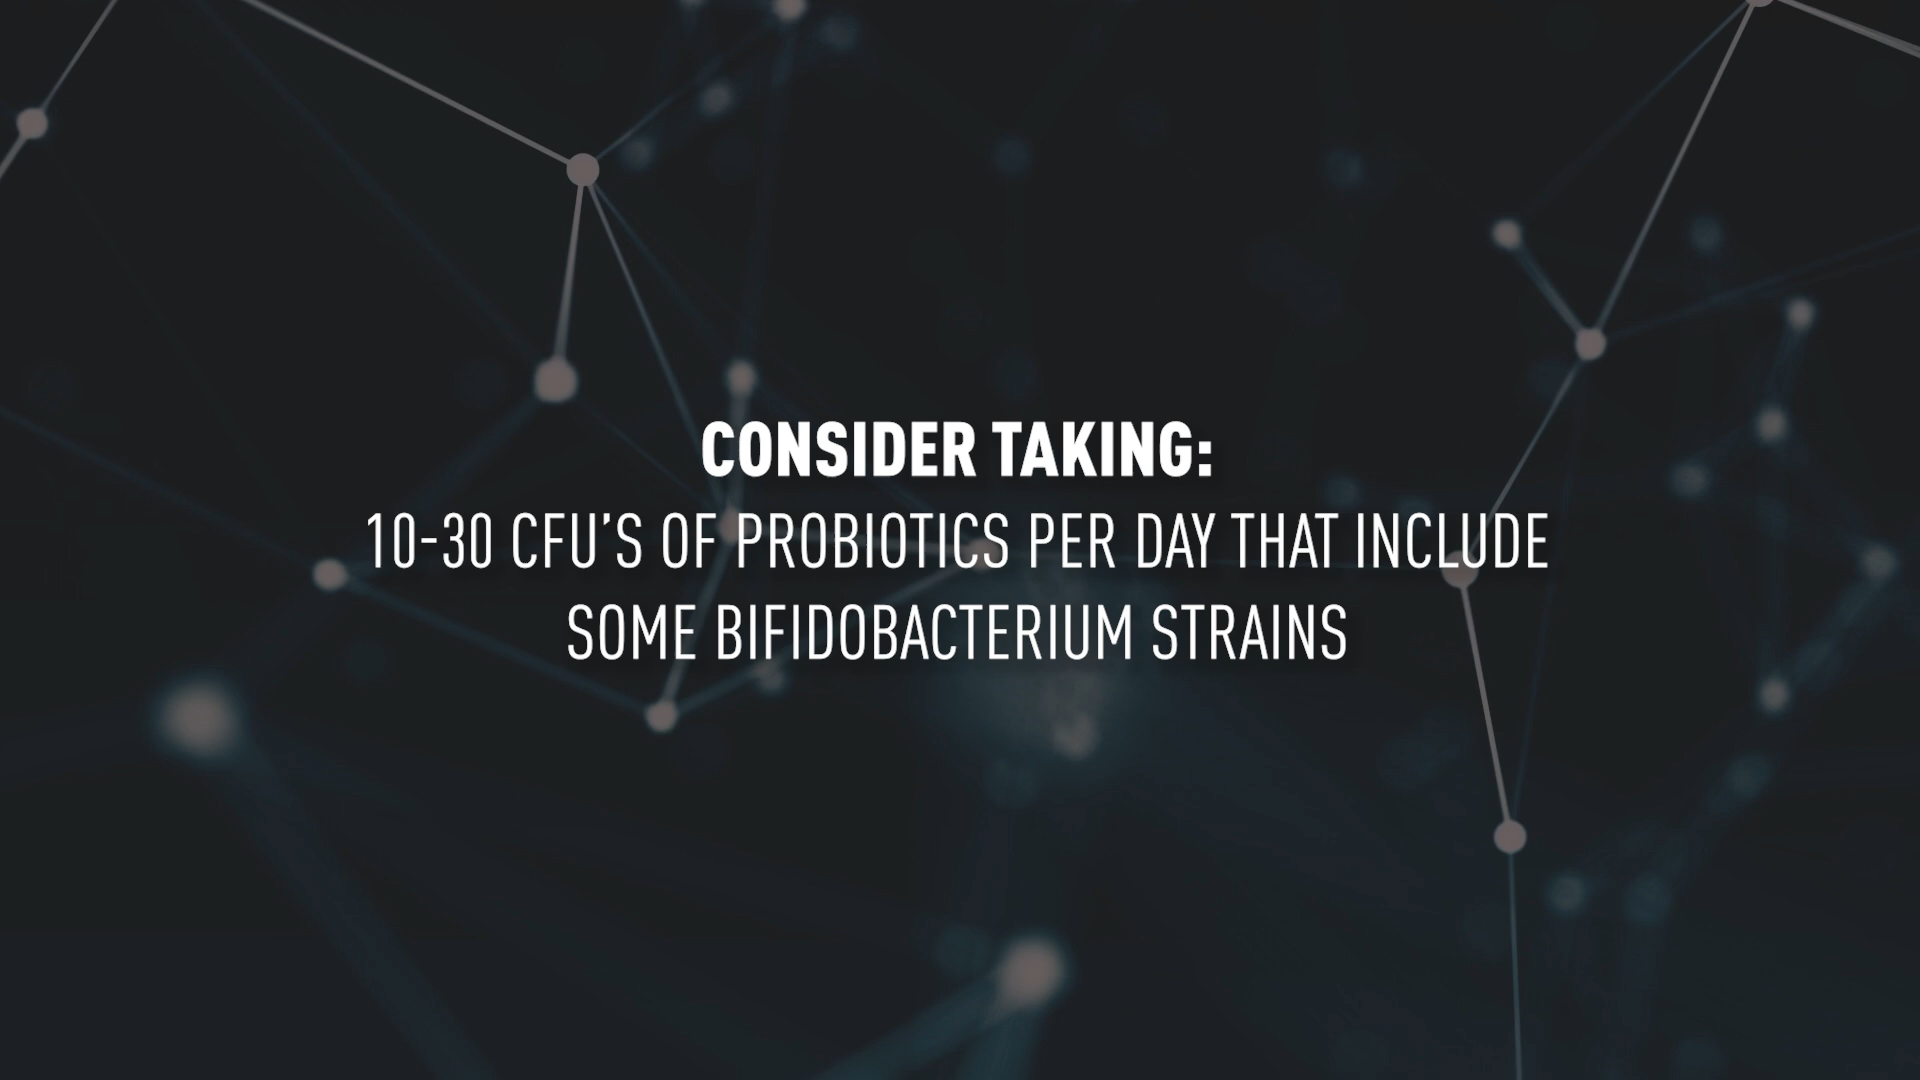 CONSIDER TAKING:
10-30 CFU’S OF PROBIOTICS PER DAY THAT INCLUDE
SOME BIFIDOBACTERIUM STRAINS